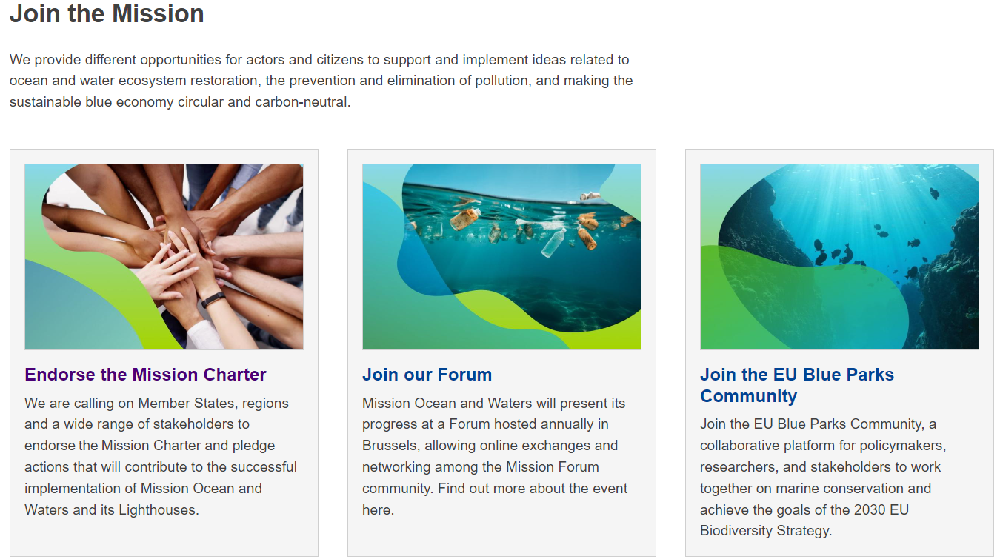 Join the Mission
We provide different opportunities for actors and citizens to support and implement ideas related to
ocean and water ecosystem restoration, the prevention and elimination of pollution, and making the
sustainable blue economy circular and carbon-neutral.
Endorse the Mission Charter
We are calling on Member States, regions
and a wide range of stakeholders to
endorse the Mission Charter and pledge
actions that will contribute to the successful
implementation of Mission Ocean and
Waters and its Lighthouses.
Join our Forum
Mission Ocean and Waters will present its
progress at a Forum hosted annually in
Brussels, allowing online exchanges and
networking among the Mission Forum
community. Find out more about the event
here.
Join the EU Blue Parks
Community
Join the EU Blue Parks Community, a
collaborative platform for policymakers,
researchers, and stakeholders to work
together on marine conservation and
achieve the goals of the 2030 EU
Biodiversity Strategy.